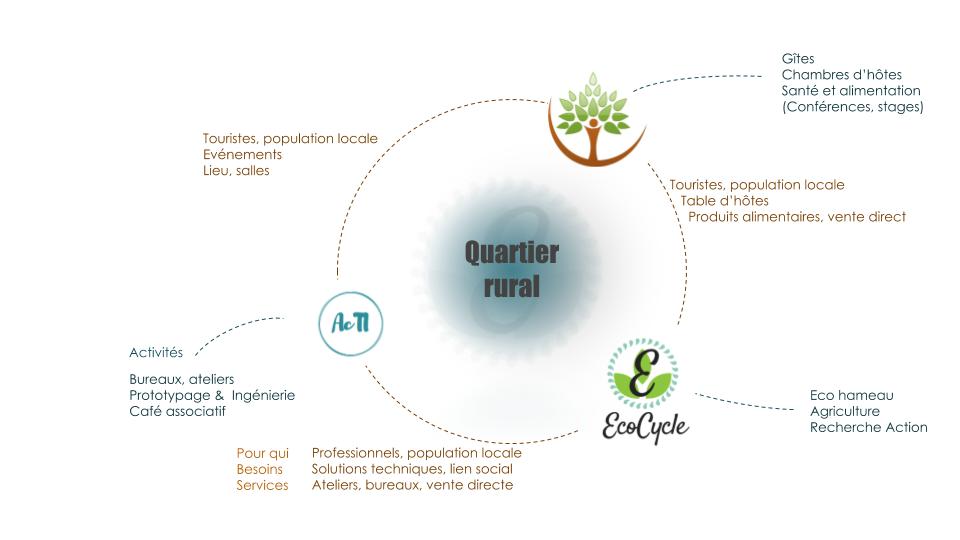 Gîtes
Chambres d'hôtes
Santé et alimentation
(Conférences, stages)
Touristes, population locale
Evénements
Lieu, salles
Touristes, population locale
Table d'hôtes
Produits alimentaires, vente direct
Quartier
rural
AcTI
Activités
Bureaux, ateliers
Prototypage & Ingénierie
Café associatif
E
EcoCycle
Eco hameau
Agriculture
Recherche Action
Pour qui Professionnels, population locale
Besoins Solutions techniques, lien social
Services Ateliers, bureaux, vente directe